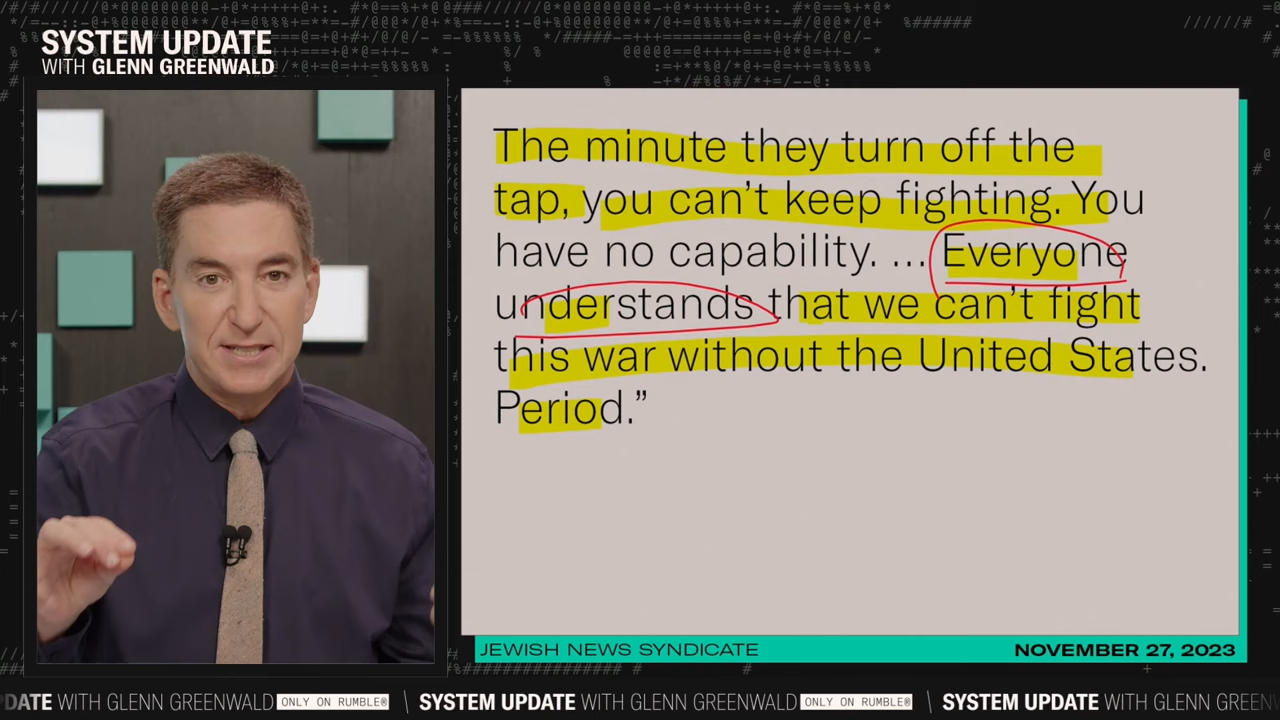 SYSTEM UPDATE
WITH GLENN GREENWALD
The minute they turn off the
tap, you can’t keep fighting. You
have no capability. ... Everyone
understands that we can’t fight
this war without the United States.
Period.”
JEWISH NEWS SYNDICATE
NOVEMBER 27, 2023
PDATE WITH GLENN GREENWALD ONLY ON RUMBLE® \ SYSTEM UPDATE WITH GLENN GREENWALD ONLY ON RUMBLE® \ SYSTEM UPDATE WITH GLENN GREEN